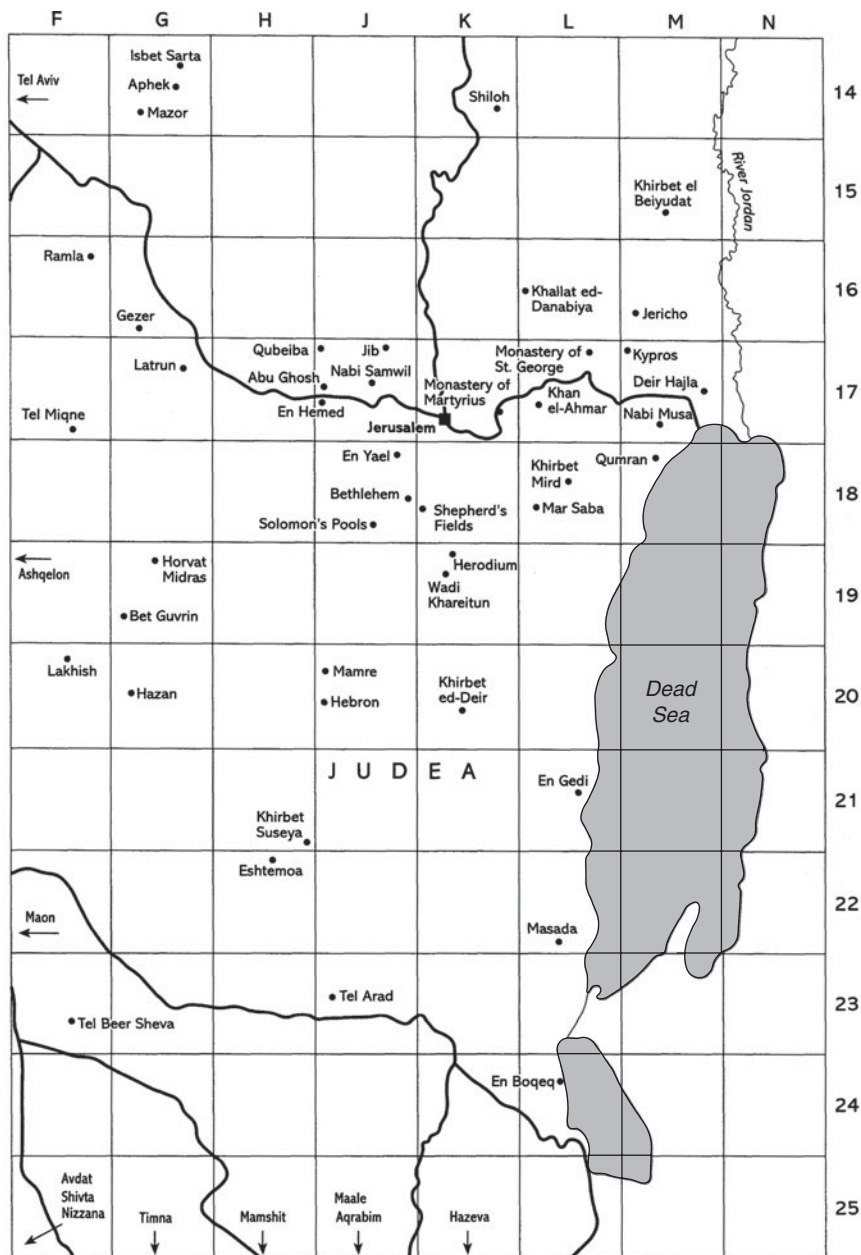 F G H J K L M N
Isbet Sarta
Tel Aviv
Aphek
14
Shiloh
Mazor
River Jordan
Khirbet el
Beiyudat
15
Ramla
Khallat ed-
Danabiya
16
Jericho
Gezer
Qubeiba
Jib
Monastery of
St. George
Kypros
Latrun
Nabi Samwil
Abu Ghosh
Monastery of
Martyrius
Deir Hajla
17
Khan
el-Ahmar
Tel Miqne
En Hemed
Nabi Musa
Jerusalem
En Yael
Khirbet
Mird
Qumran
18
Bethlehem
Shepherd's
Fields
Mar Saba
Solomon's Pools
Ashqelon
Horvat
Midras
Herodium
Wadi
Khareitun
19
Bet Guvrin
Lakhish
Mamre
Khirbet
ed-Deir
Dead
Sea
20
Hazan
Hebron
JUDEA
En Gedi
21
Khirbet
Suseya
Eshtemoa
22
Maon
Masada
Tel Arad
23
Tel Beer Sheva
En Boqeq
24
Avdat
Shivta
Nizzana
Timna
Mamshit
Maale
Aqrabim
Hazeva
25